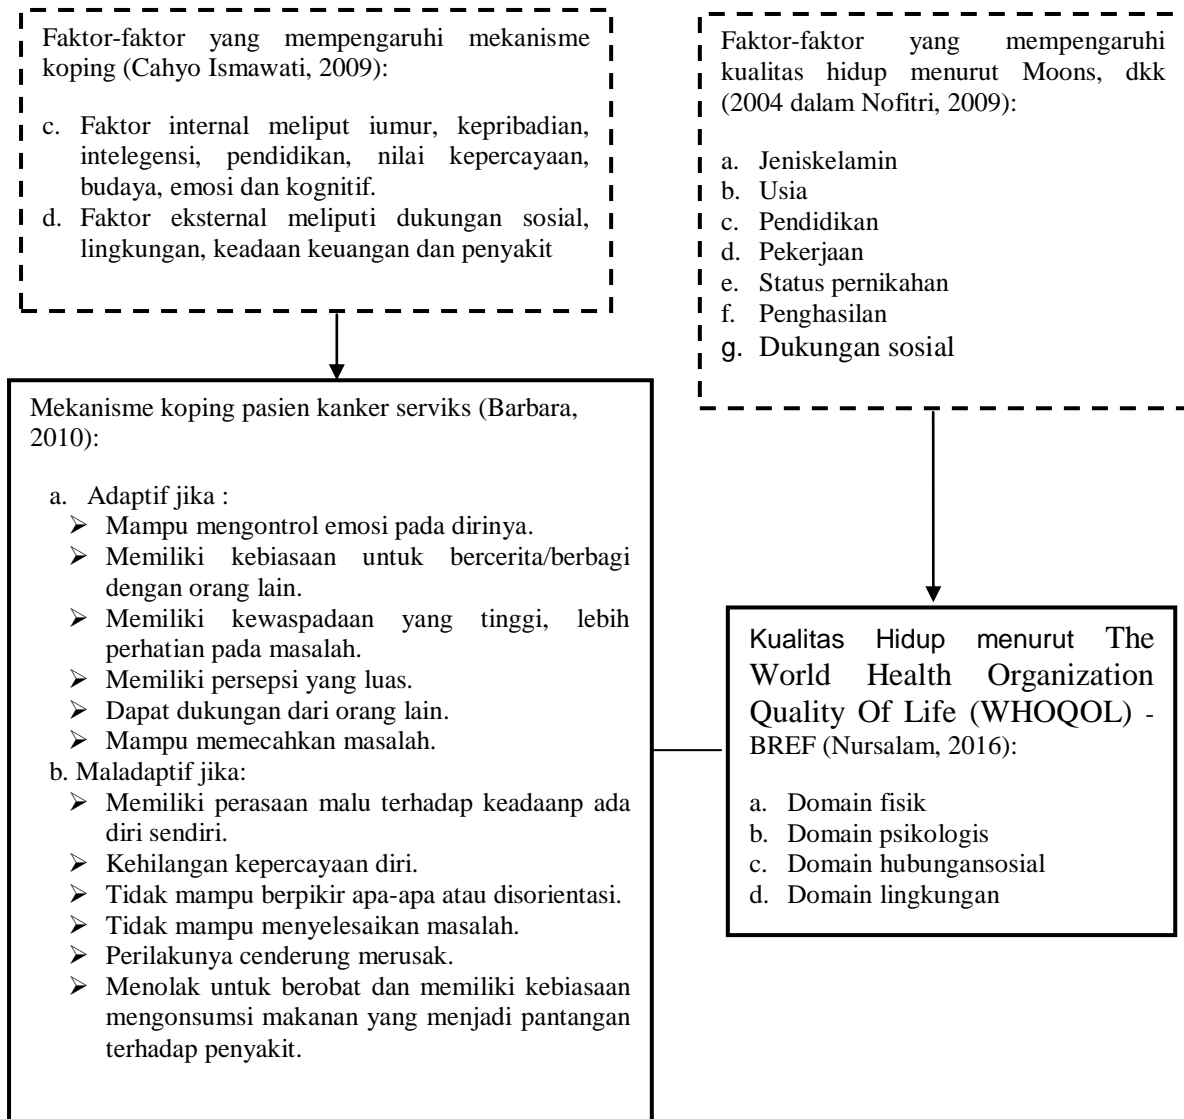 Faktor-faktor yang mempengaruhi mekanisme
koping (Cahyo Ismawati, 2009):
c. Faktor internal meliput iumur, kepribadian,
intelegensi, pendidikan, nilai kepercayaan,
budaya, emosi dan kognitif.
d. Faktor eksternal meliputi dukungan sosial,
lingkungan, keadaan keuangan dan penyakit
Faktor-faktor yang mempengaruhi
kualitas hidup menurut Moons, dkk
(2004 dalam Nofitri, 2009):
a. Jeniskelamin
b. Usia
c. Pendidikan
d. Pekerjaan
e. Status pernikahan
f. Penghasilan
g. Dukungan sosial
Mekanisme koping pasien kanker serviks (Barbara,
2010):
a. Adaptif jika :
➤ Mampu mengontrol emosi pada dirinya.
➤ Memiliki kebiasaan untuk bercerita/berbagi
dengan orang lain.
➤ Memiliki kewaspadaan yang tinggi, lebih
perhatian pada masalah.
➤ Memiliki persepsi yang luas.
➤ Dapat dukungan dari orang lain.
➤ Mampu memecahkan masalah.
b. Maladaptif jika:
➤ Memiliki perasaan malu terhadap keadaanp ada
diri sendiri.
➤ Kehilangan kepercayaan diri.
➤ Tidak mampu berpikir apa-apa atau disorientasi.
➤ Tidak mampu menyelesaikan masalah.
➤ Perilakunya cenderung merusak.
➤ Menolak untuk berobat dan memiliki kebiasaan
mengonsumsi makanan yang menjadi pantangan
terhadap penyakit.
Kualitas Hidup menurut The
World Health Organization
Quality Of Life (WHOQOL) -
BREF (Nursalam, 2016):
a. Domain fisik
b. Domain psikologis
c. Domain hubungansosial
d. Domain lingkungan